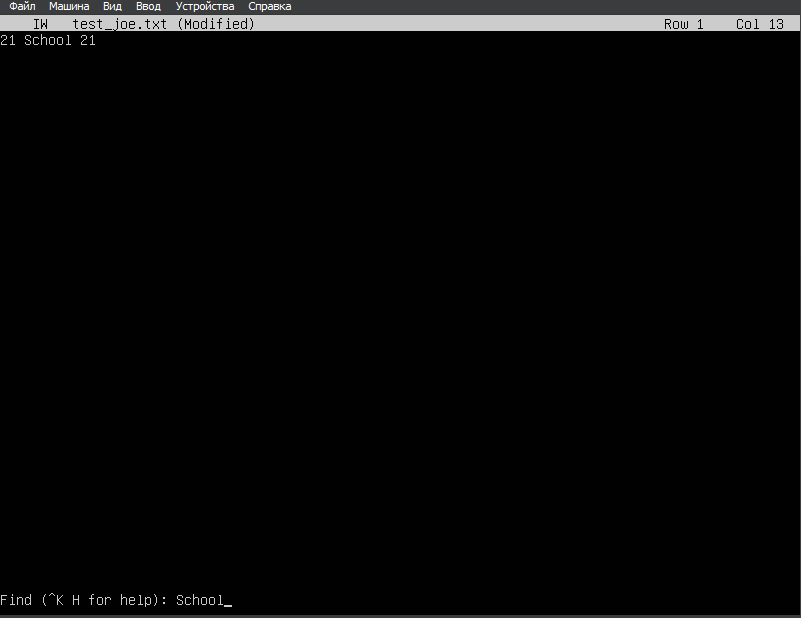 Файл Машина Вид Ввод Устройства Справка
IW test_joe.txt (Modified) Row 1 Col 13
21 School 21
Find (^K H for help): School_